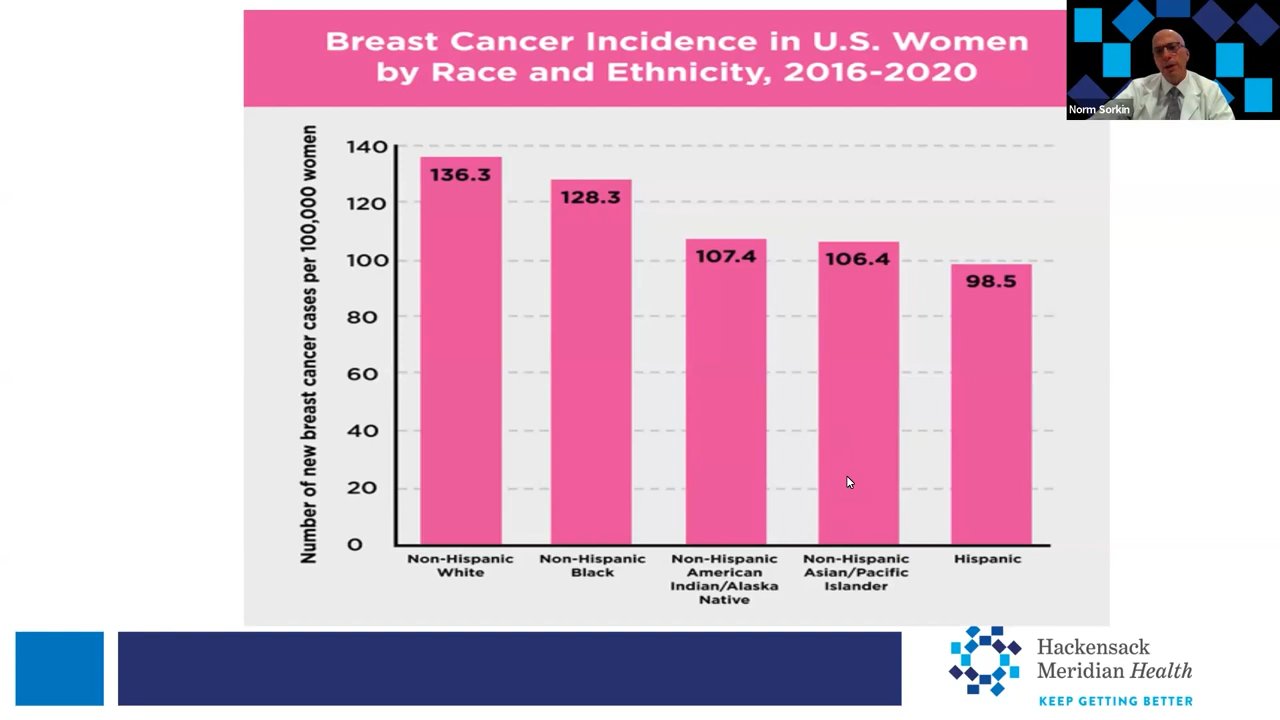 Breast Cancer Incidence in U.S. Women
by Race and Ethnicity, 2016-2020
Norm Sorkin
Number of new breast cancer cases per 100,000 women
140
120
100
80
60
40
20
0
136.3
128.3
107.4
106.4
98.5
Non-Hispanic
White
Non-Hispanic
Black
Non-Hispanic
American
Indian/Alaska
Native
Non-Hispanic
Asian/Pacific
Islander
Hispanic
Hackensack
Meridian Health
KEEP GETTING BETTER